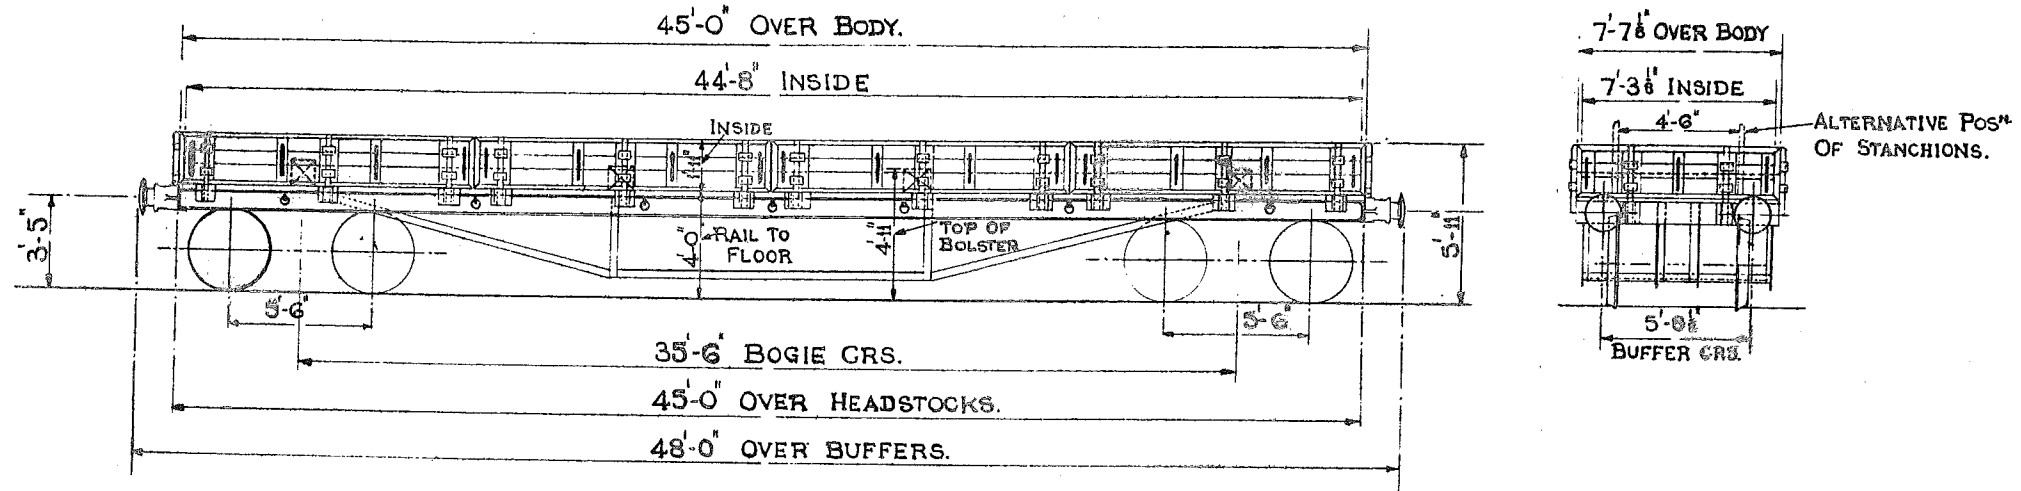 45'-0" OVER BODY.
44'-8" INSIDE
INSIDE
1'-11"
3'-5"
4'-0"
RAIL TO
FLOOR
4'-11"
TOP OF
BOLSTER
5'-11"
5'-6"
5'-6"
35'-6" BOGIE CRS.
45'-0" OVER HEADSTOCKS.
48'-0" OVER BUFFERS.
7'-7⅛" OVER BODY
7'-3⅛" INSIDE
4'-6"
ALTERNATIVE POSN.
OF STANCHIONS.
5'-8½"
BUFFER CRS.